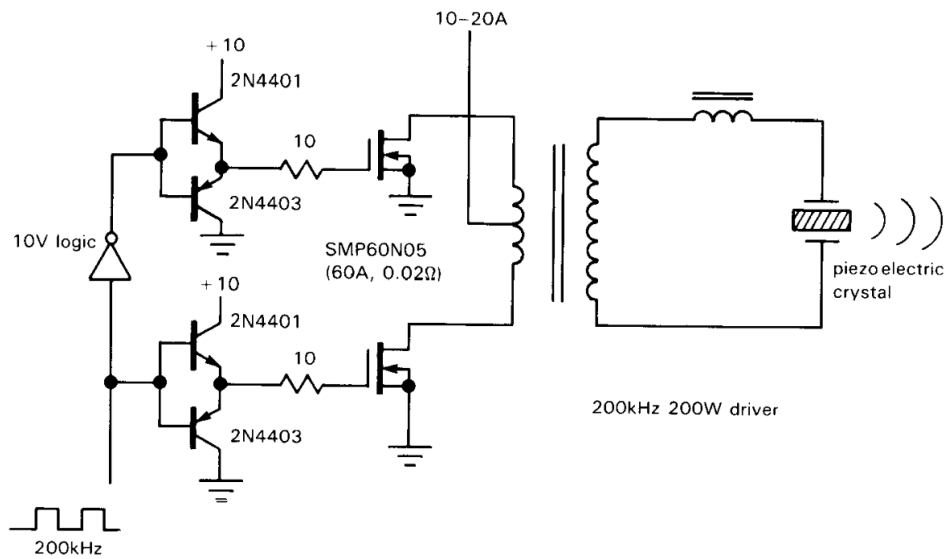 10–20A
+10
2N4401
10
2N4403
10V logic
SMP60N05
(60A, 0.02Ω)
piezoelectric
crystal
+10
2N4401
10
2N4403
200kHz 200W driver
200kHz